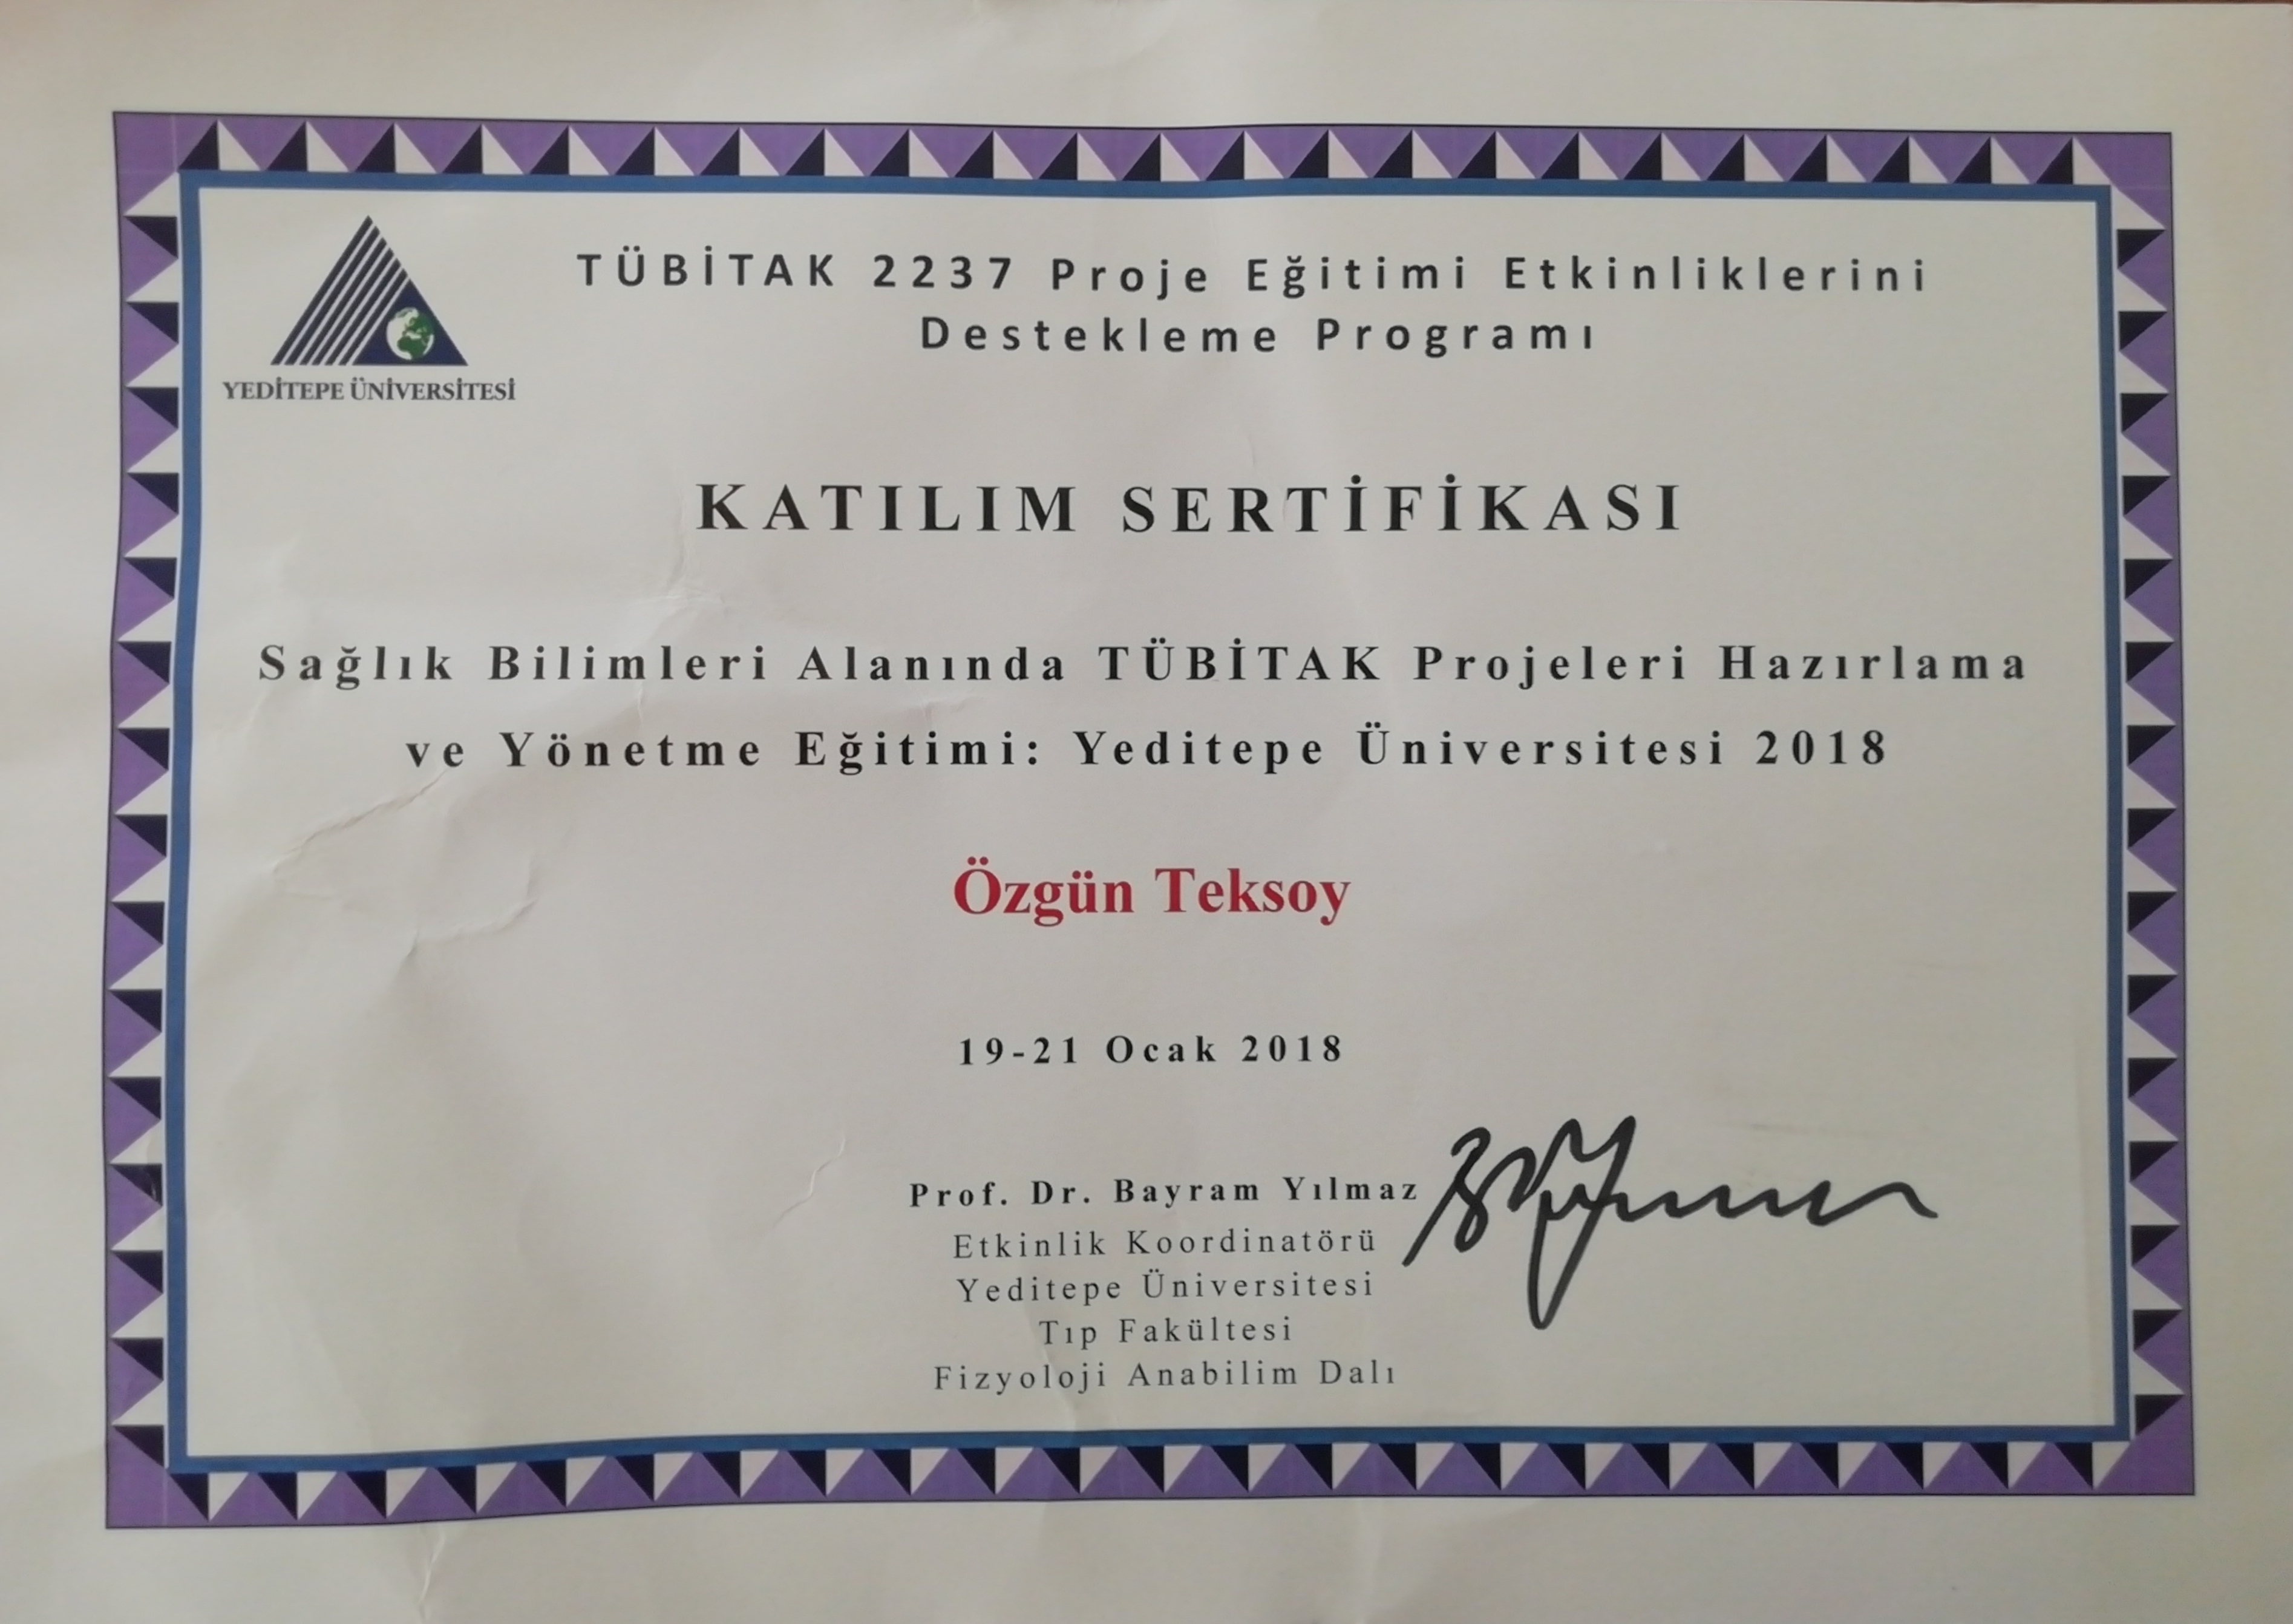 TÜBİTAK 2237 Proje Eğitimi Etkinliklerini
Destekleme Programı
YEDİTEPE ÜNİVERSİTESİ
KATILIM SERTİFİKASI
Sağlık Bilimleri Alanında TÜBİTAK Projeleri Hazırlama
ve Yönetme Eğitimi: Yeditepe Üniversitesi 2018
Özgün Teksoy
19-21 Ocak 2018
Prof. Dr. Bayram Yılmaz
Etkinlik Koordinatörü
Yeditepe Üniversitesi
Tıp Fakültesi
Fizyoloji Anabilim Dalı